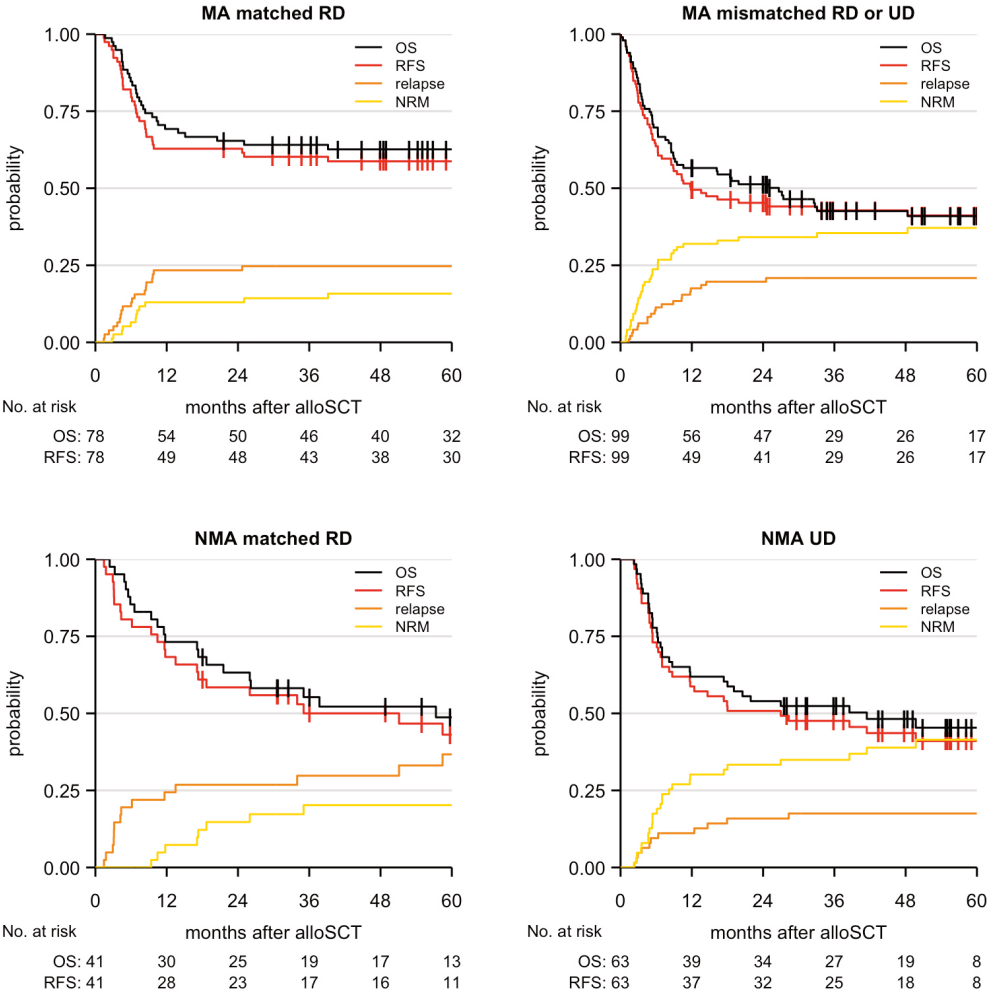 MA matched RD
1.00
0.75
0.50
0.25
0.00
probability
OS
RFS
relapse
NRM
0 12 24 36 48 60
No. at risk months after alloSCT
OS: 78 54 50 46 40 32
RFS: 78 49 48 43 38 30
MA mismatched RD or UD
1.00
0.75
0.50
0.25
0.00
probability
OS
RFS
relapse
NRM
0 12 24 36 48 60
No. at risk months after alloSCT
OS: 99 56 47 29 26 17
RFS: 99 49 41 29 26 17
NMA matched RD
1.00
0.75
0.50
0.25
0.00
probability
OS
RFS
relapse
NRM
0 12 24 36 48 60
No. at risk months after alloSCT
OS: 41 30 25 19 17 13
RFS: 41 28 23 17 16 11
NMA UD
1.00
0.75
0.50
0.25
0.00
probability
OS
RFS
relapse
NRM
0 12 24 36 48 60
No. at risk months after alloSCT
OS: 63 39 34 27 19 8
RFS: 63 37 32 25 18 8